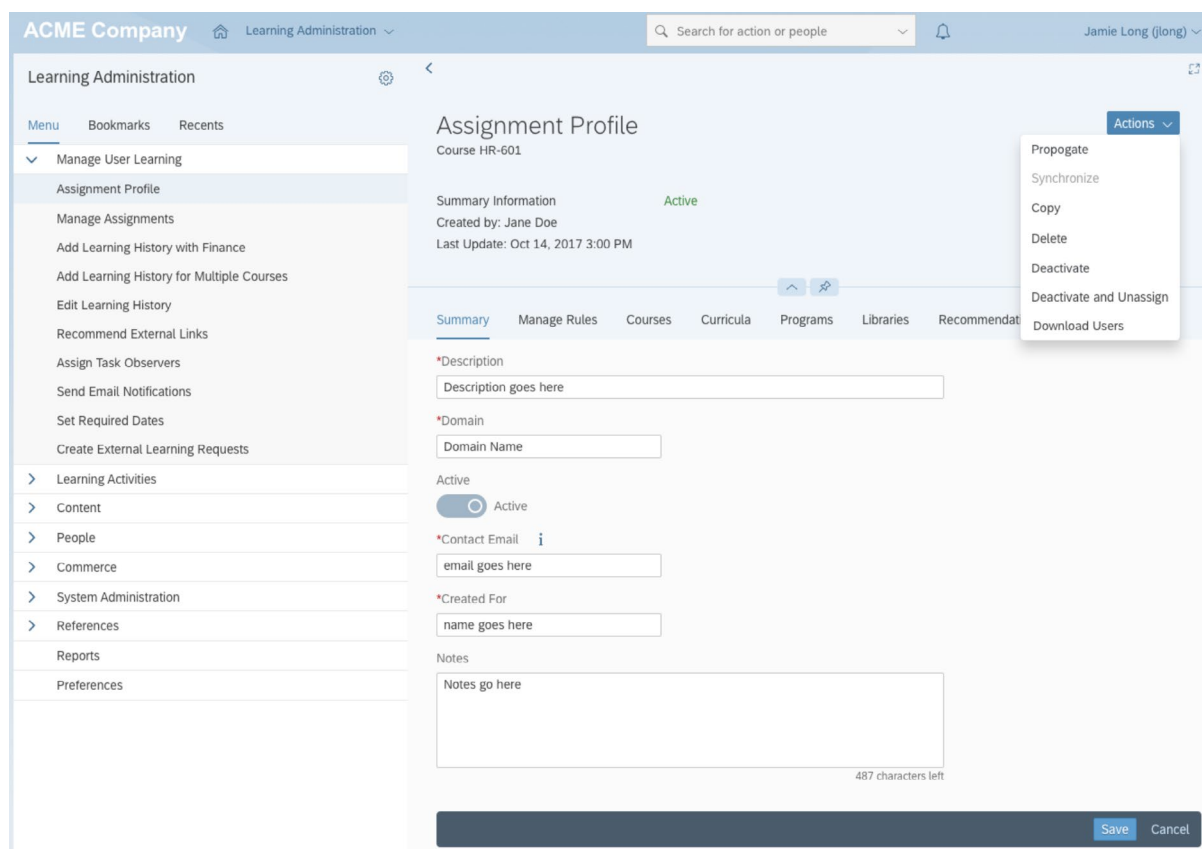 ACME Company
Learning Administration
Search for action or people
Jamie Long (jlong)
Learning Administration
Menu Bookmarks Recents
Manage User Learning
Assignment Profile
Manage Assignments
Add Learning History with Finance
Add Learning History for Multiple Courses
Edit Learning History
Recommend External Links
Assign Task Observers
Send Email Notifications
Set Required Dates
Create External Learning Requests
Learning Activities
Content
People
Commerce
System Administration
References
Reports
Preferences
Assignment Profile
Course HR-601
Summary Information Active
Created by: Jane Doe
Last Update: Oct 14, 2017 3:00 PM
Actions
Propogate
Synchronize
Copy
Delete
Deactivate
Deactivate and Unassign
Download Users
Summary Manage Rules Courses Curricula Programs Libraries Recommendat
*Description
Description goes here
*Domain
Domain Name
Active
Active
*Contact Email i
email goes here
*Created For
name goes here
Notes
Notes go here
487 characters left
Save Cancel